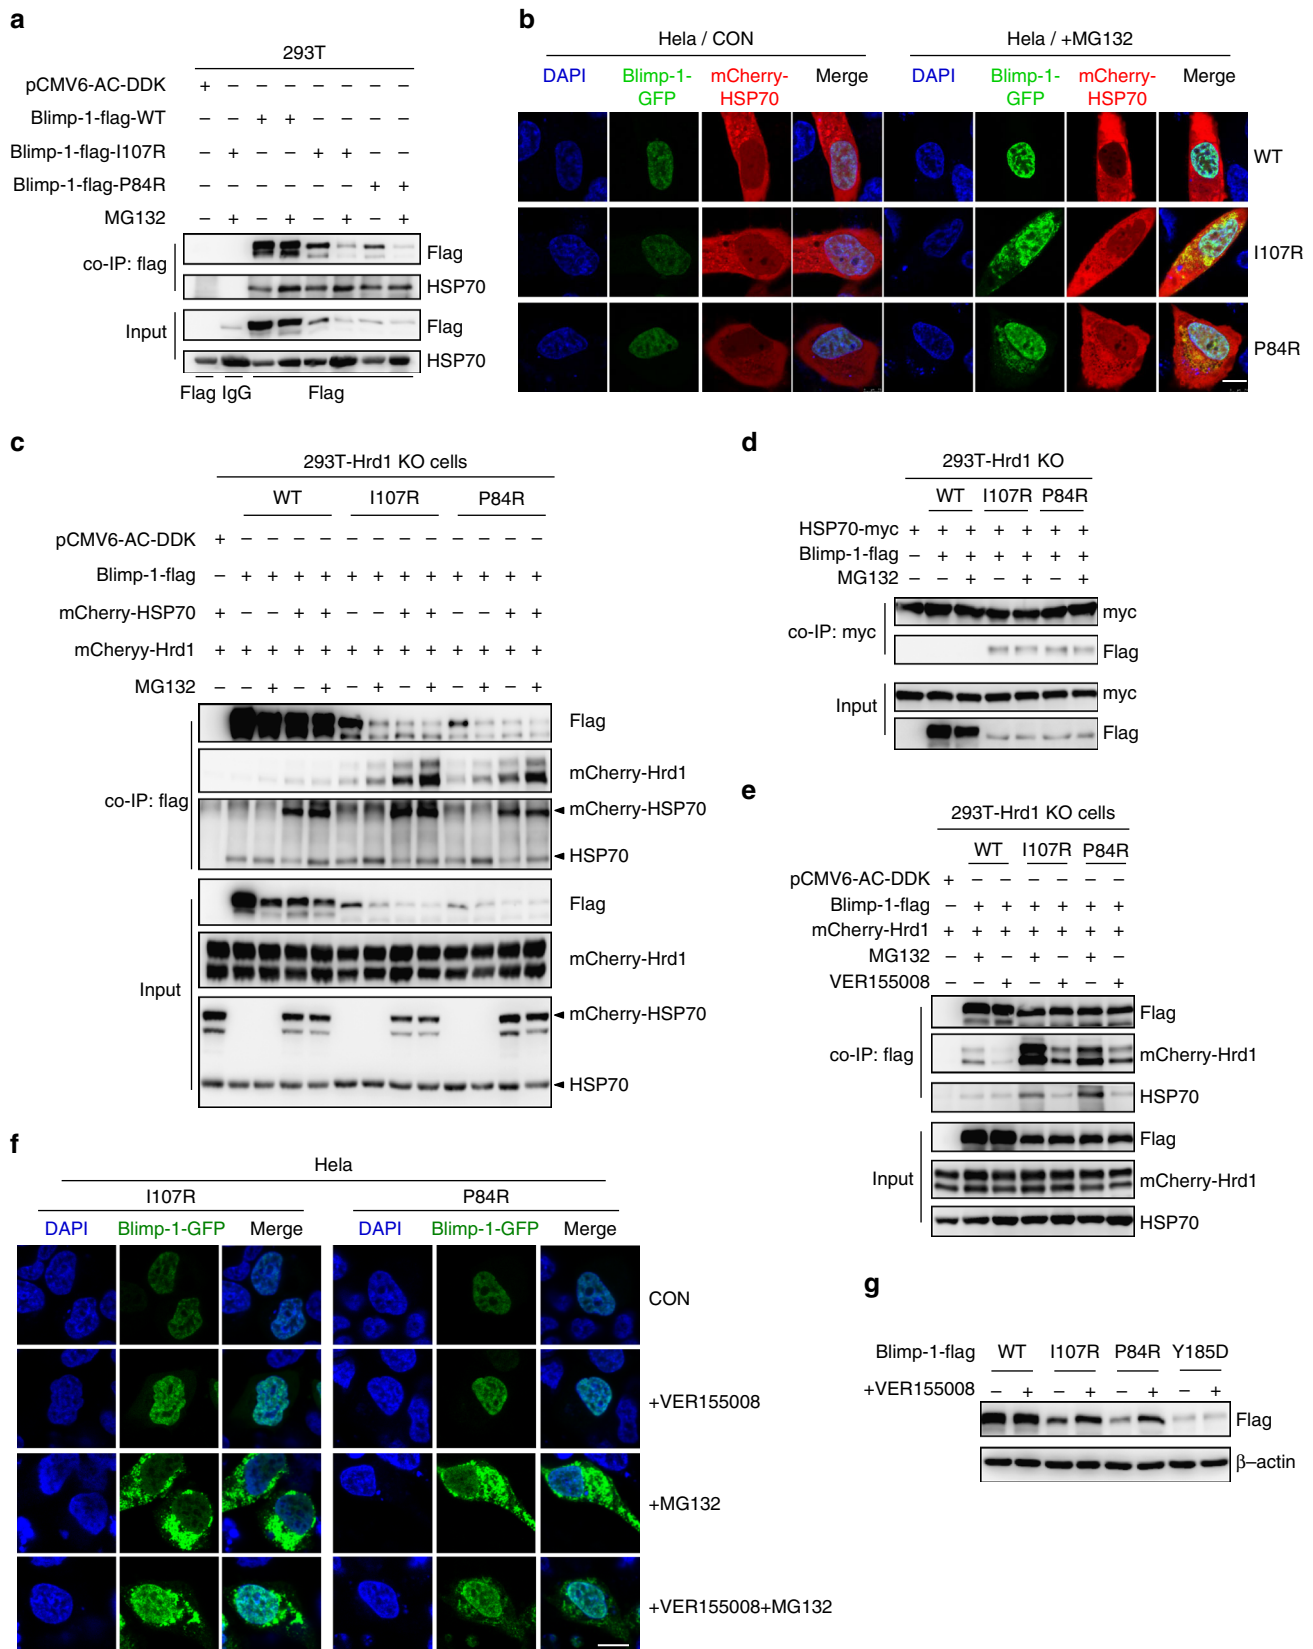 a
293T
pCMV6-AC-DDK + – – – – – – –
Blimp-1-flag-WT – – + + – – – –
Blimp-1-flag-I107R – + – – + + – –
Blimp-1-flag-P84R – – – – – – + +
MG132 – + – + – + – +
co-IP: flag
Flag
HSP70
Input
Flag
HSP70
Flag IgG Flag
b
Hela / CON Hela / +MG132
DAPI Blimp-1-GFP mCherry-HSP70 Merge DAPI Blimp-1-GFP mCherry-HSP70 Merge
WT
I107R
P84R
c
293T-Hrd1 KO cells
WT I107R P84R
pCMV6-AC-DDK + – – – – – – – – – – – –
Blimp-1-flag – + + + + + + + + + + + +
mCherry-HSP70 + – – + + – – + + – – + +
mCheryy-Hrd1 + + + + + + + + + + + + +
MG132 – – + – + – + – + – + – +
co-IP: flag
Flag
mCherry-Hrd1
mCherry-HSP70
HSP70
Input
Flag
mCherry-Hrd1
mCherry-HSP70
HSP70
d
293T-Hrd1 KO
WT I107R P84R
HSP70-myc + + + + + + +
Blimp-1-flag – + + + + + +
MG132 – – + – + – +
co-IP: myc
myc
Flag
Input
myc
Flag
e
293T-Hrd1 KO cells
WT I107R P84R
pCMV6-AC-DDK + – – – – – –
Blimp-1-flag – + + + + + +
mCherry-Hrd1 + + + + + + +
MG132 – + – + – + –
VER155008 – – + – + – +
co-IP: flag
Flag
mCherry-Hrd1
HSP70
Input
Flag
mCherry-Hrd1
HSP70
f
Hela
I107R P84R
DAPI Blimp-1-GFP Merge DAPI Blimp-1-GFP Merge
CON
+VER155008
+MG132
+VER155008+MG132
g
Blimp-1-flag WT I107R P84R Y185D
+VER155008 – + – + – + – +
Flag
β–actin